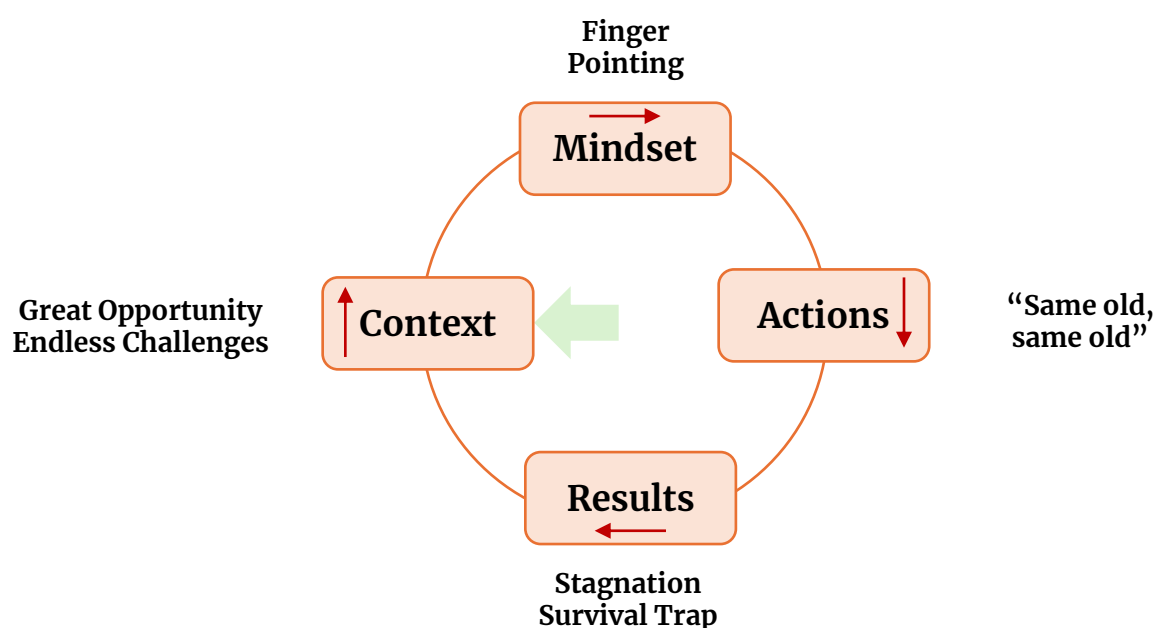 Finger
Pointing
Mindset
Great Opportunity
Endless Challenges
Context
Actions
“Same old,
same old”
Results
Stagnation
Survival Trap